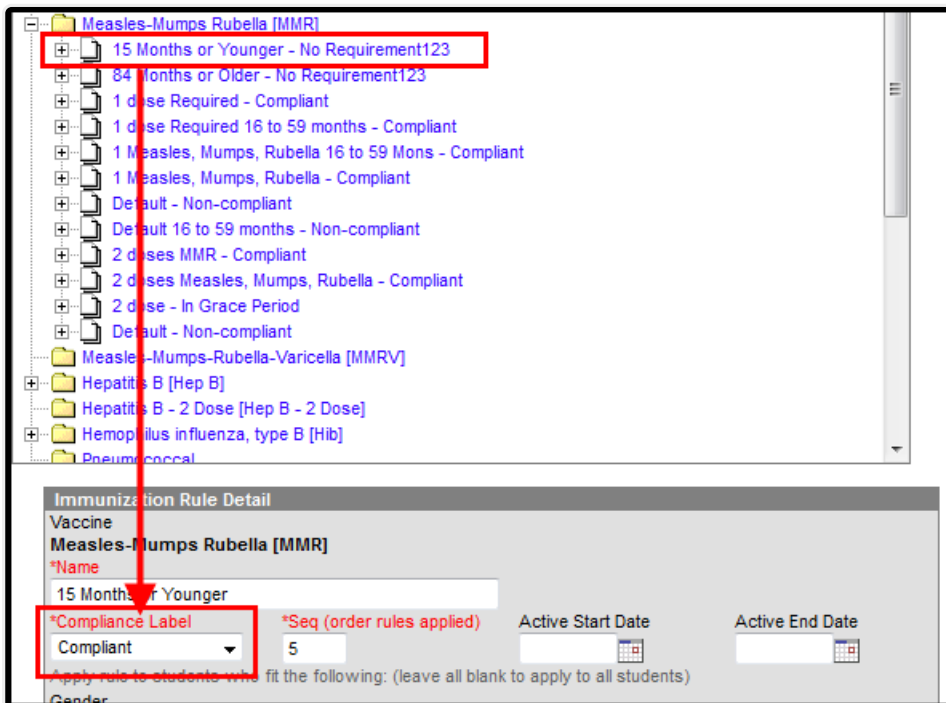 Measles-Mumps Rubella [MMR]
15 Months or Younger - No Requirement123
84 Months or Older - No Requirement123
1 dose Required - Compliant
1 dose Required 16 to 59 months - Compliant
1 Measles, Mumps, Rubella 16 to 59 Mons - Compliant
1 Measles, Mumps, Rubella - Compliant
Default - Non-compliant
Default 16 to 59 months - Non-compliant
2 doses MMR - Compliant
2 doses Measles, Mumps, Rubella - Compliant
2 dose - In Grace Period
Default - Non-compliant
Measles-Mumps-Rubella-Varicella [MMRV]
Hepatitis B [Hep B]
Hepatitis B - 2 Dose [Hep B - 2 Dose]
Hemophilus influenza, type B [Hib]
Pneumococcal
Immunization Rule Detail
Vaccine
Measles-Mumps Rubella [MMR]
*Name
15 Months or Younger
*Compliance Label *Seq (order rules applied) Active Start Date Active End Date
Compliant 5
Apply rule to students who fit the following: (leave all blank to apply to all students)
Gender